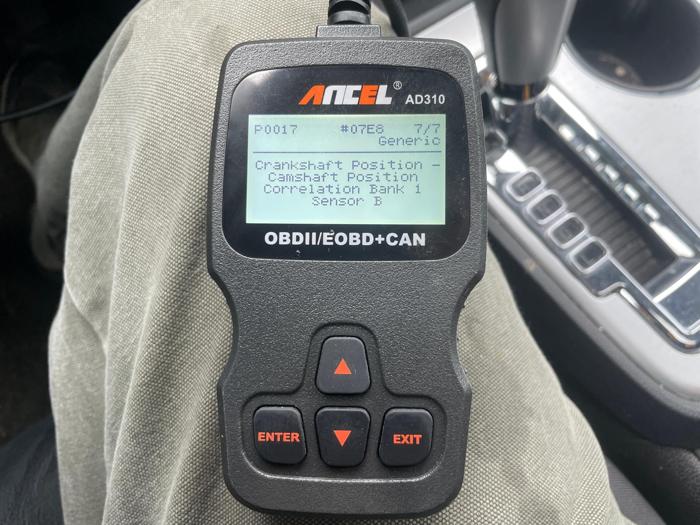 ANCEL® AD310
P0017 #07E8 7/7
Generic
Crankshaft Position -
Camshaft Position
Correlation Bank 1
Sensor B
OBDII/EOBD+CAN
ENTER EXIT